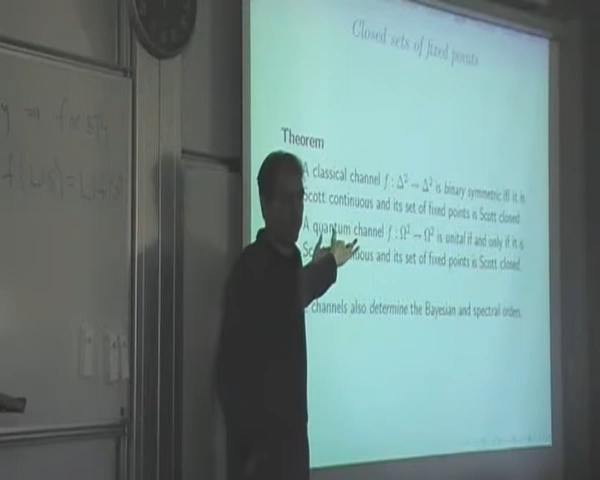 Closed sets of fixed points
Theorem
A classical channel f : Δ² → Δ² is binary symmetric iff it is
Scott continuous and its set of fixed points is Scott closed.
A quantum channel f : Ω² → Ω² is unital if and only if it is
and its set of fixed points is Scott closed.
channels also determine the Bayesian and spectral orders.